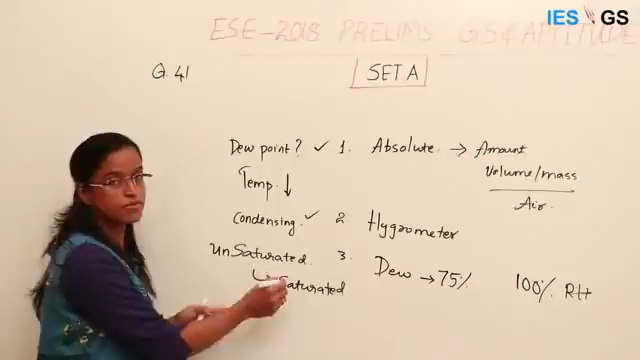 IES GS
ESE-2018 PRELIMS GS & APTITUDE
Q. 41
SET A
Dew point? ✓ 1. Absolute. → Amount
Volume/mass
Temp. ↓
Air.
Condensing. ✓ 2 Hygrometer
UnSaturated. 3. Dew → 75% 100% RH
↳ Saturated